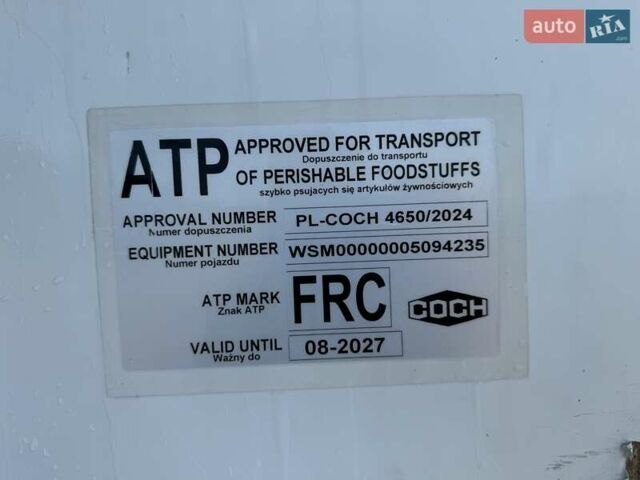 auto RIA.com
ATP APPROVED FOR TRANSPORT
Dopuszczenie do transportu
OF PERISHABLE FOODSTUFFS
szybko psujących się artykułów żywnościowych
APPROVAL NUMBER PL-COCH 4650/2024
Numer dopuszczenia
EQUIPMENT NUMBER WSM00000005094235
Numer pojazdu
ATP MARK FRC COCH
Znak ATP
VALID UNTIL 08-2027
Ważny do